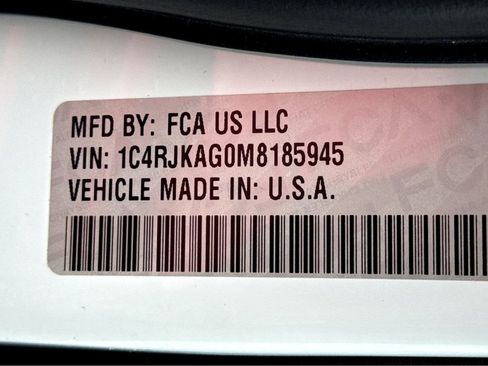 MFD BY: FCA US LLC
VIN: 1C4RJKAG0M8185945
VEHICLE MADE IN: U.S.A.